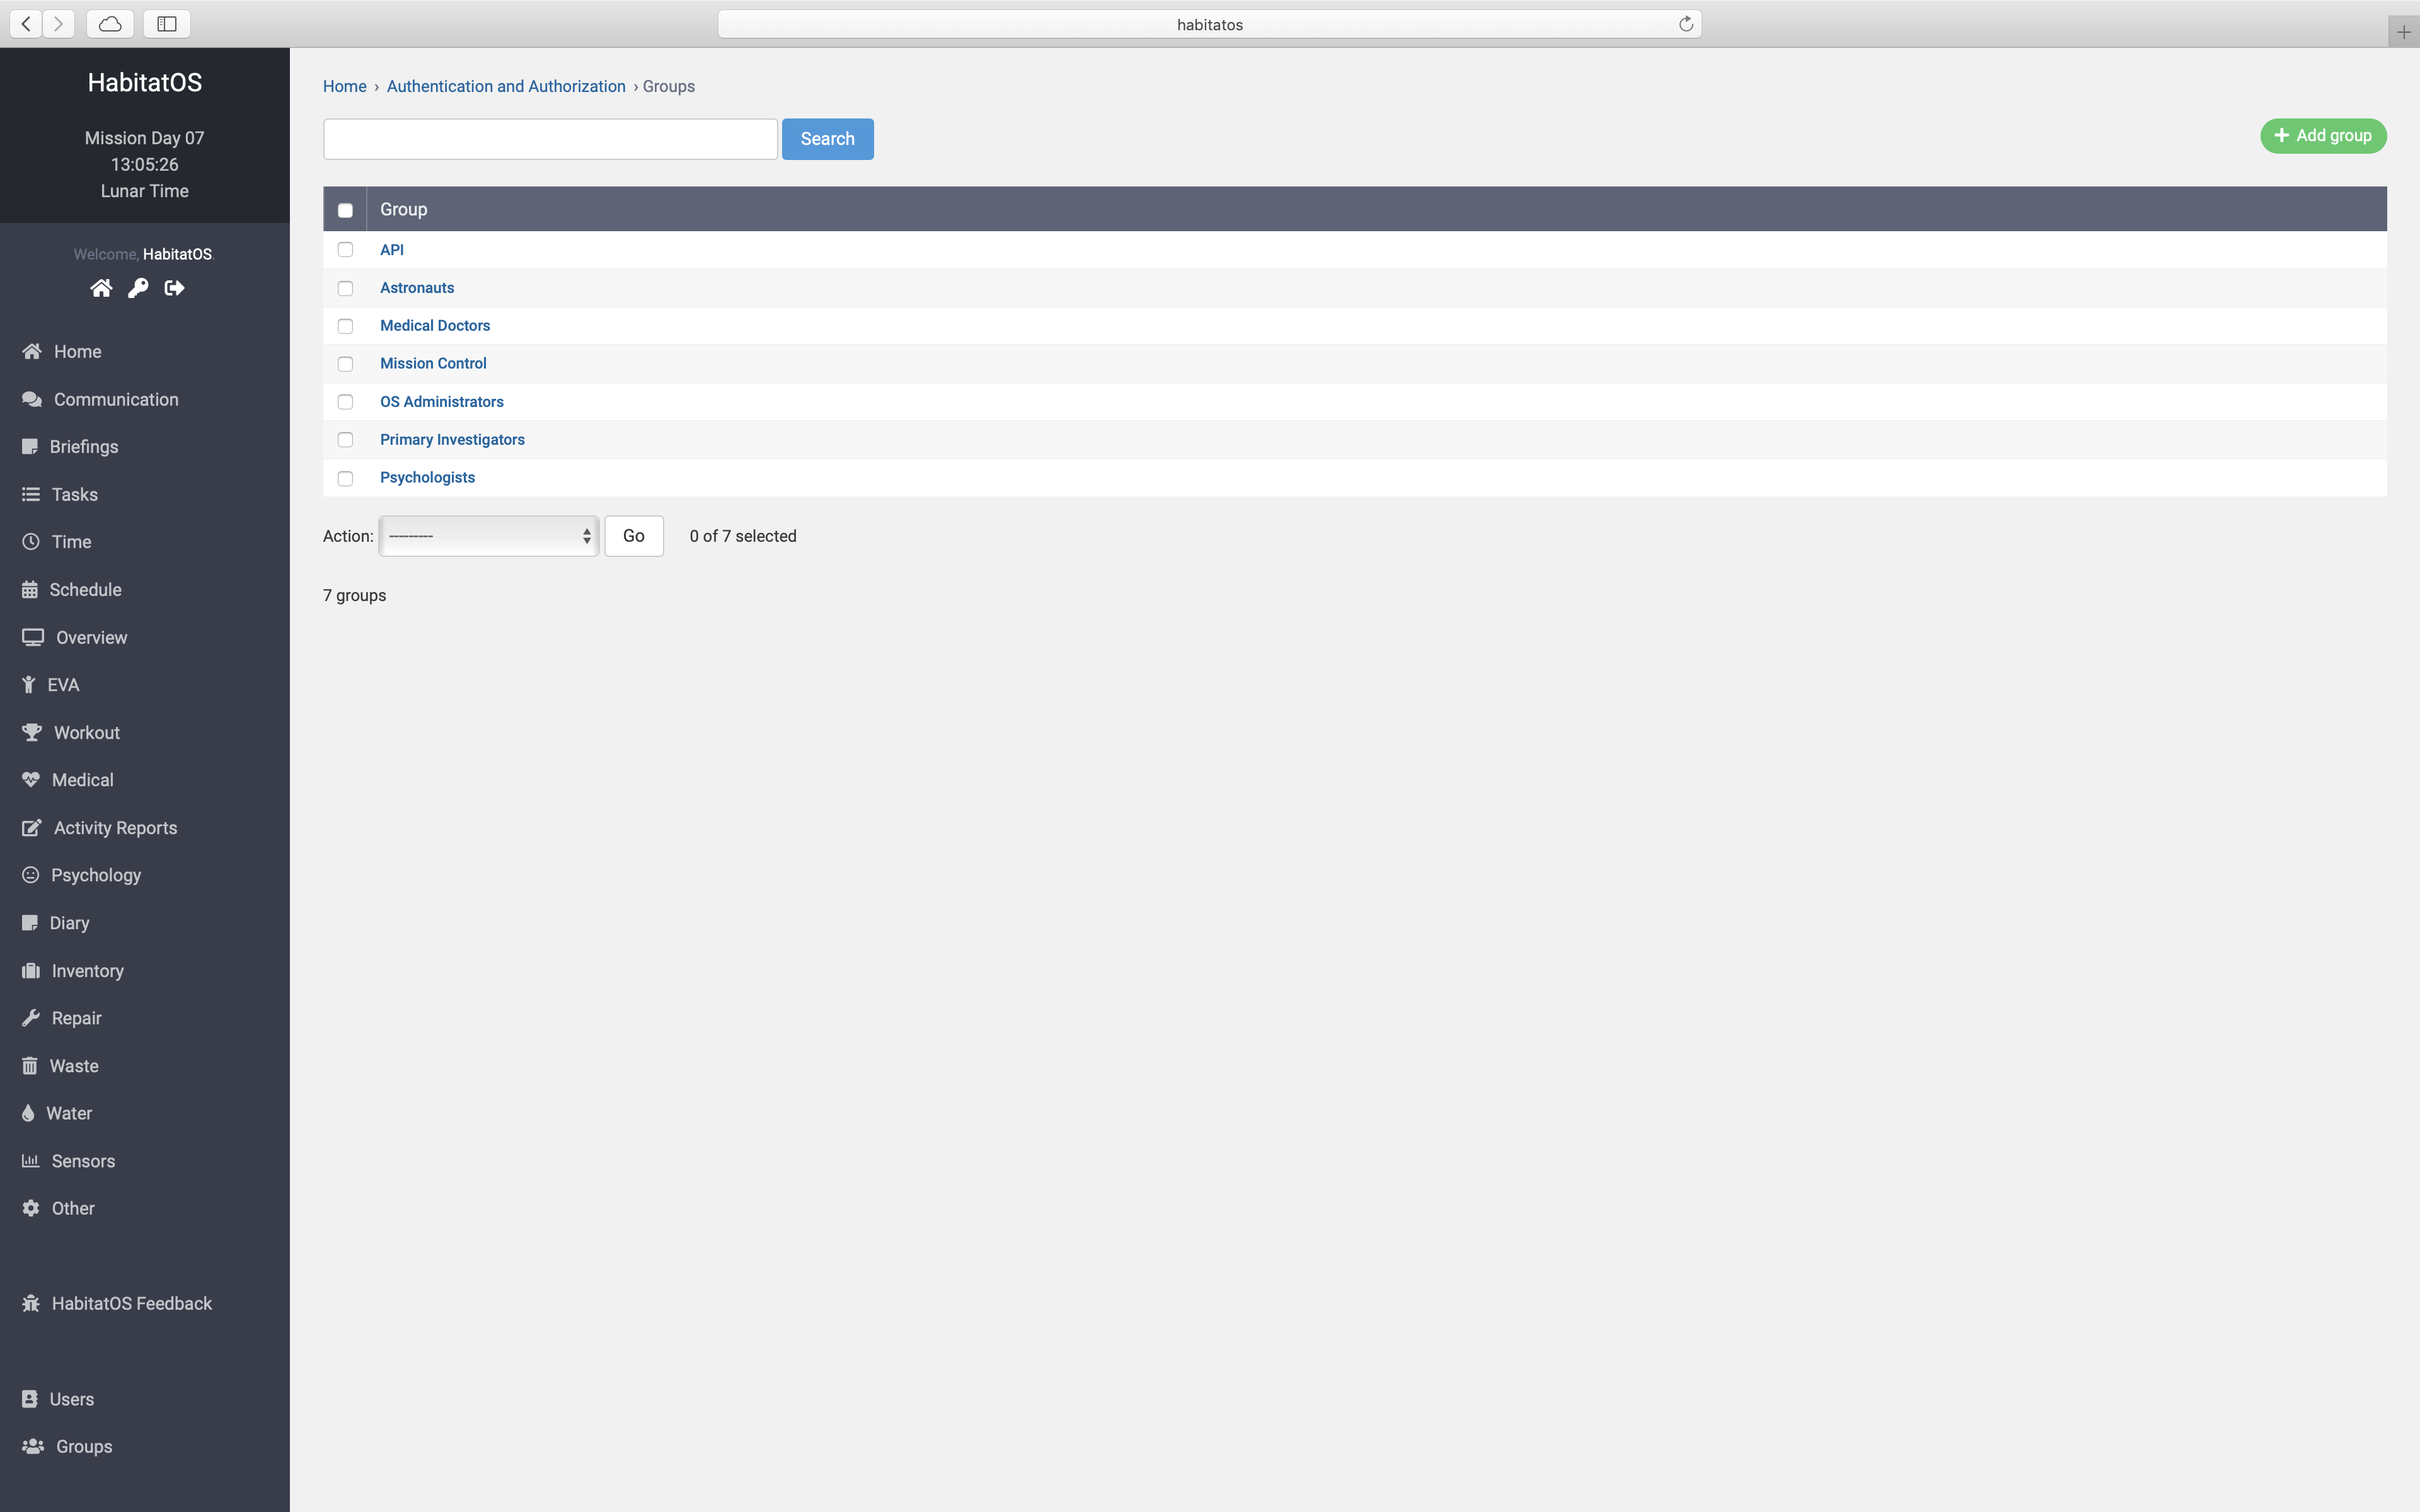 habitatos
HabitatOS
Mission Day 07
13:05:26
Lunar Time
Welcome, HabitatOS.
Home
Communication
Briefings
Tasks
Time
Schedule
Overview
EVA
Workout
Medical
Activity Reports
Psychology
Diary
Inventory
Repair
Waste
Water
Sensors
Other
HabitatOS Feedback
Users
Groups
Home › Authentication and Authorization › Groups
Search
Add group
Group
API
Astronauts
Medical Doctors
Mission Control
OS Administrators
Primary Investigators
Psychologists
Action: --------- Go 0 of 7 selected
7 groups